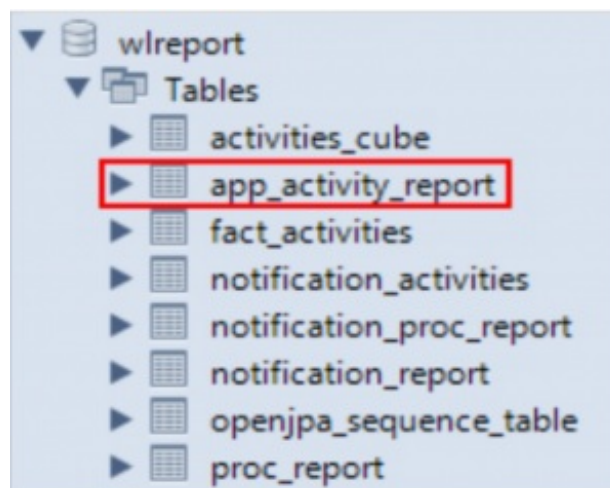 wlreport
Tables
activities_cube
app_activity_report
fact_activities
notification_activities
notification_proc_report
notification_report
openjpa_sequence_table
proc_report